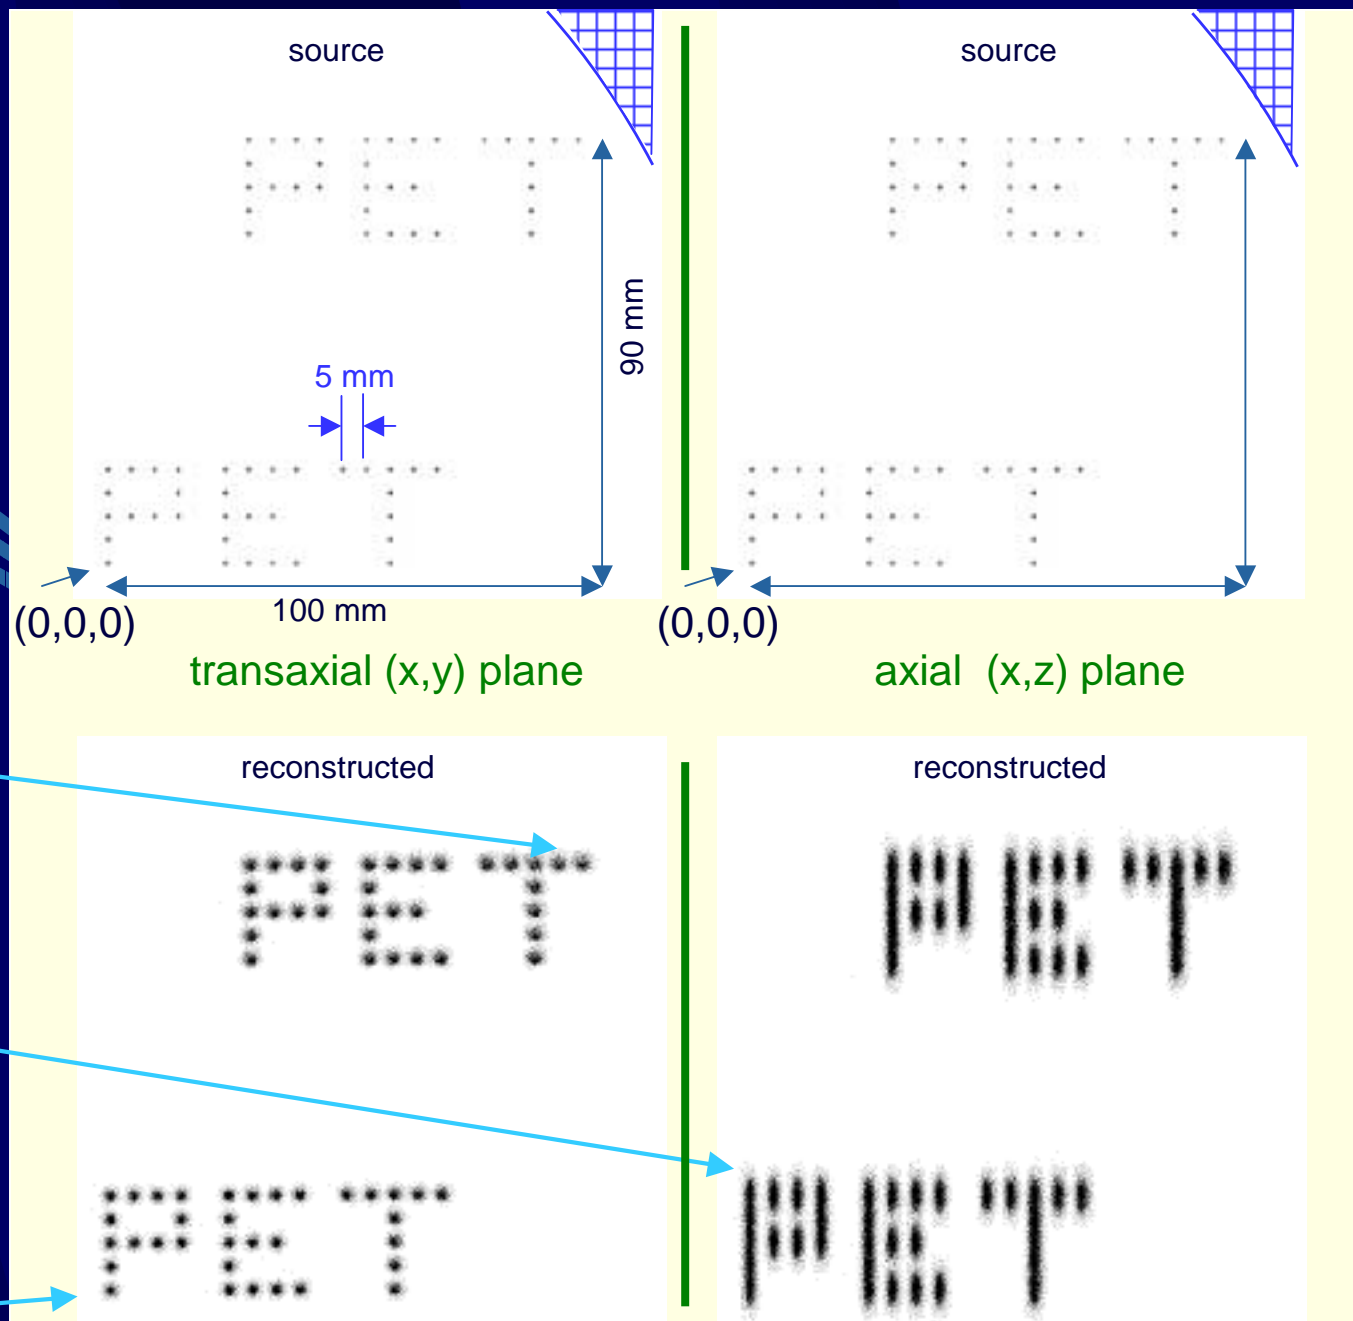 source
source
PET
PET
90 mm
5 mm
PET
PET
(0,0,0)
100 mm
(0,0,0)
transaxial (x,y) plane
axial (x,z) plane
reconstructed
reconstructed
PET
PET
PET
PET